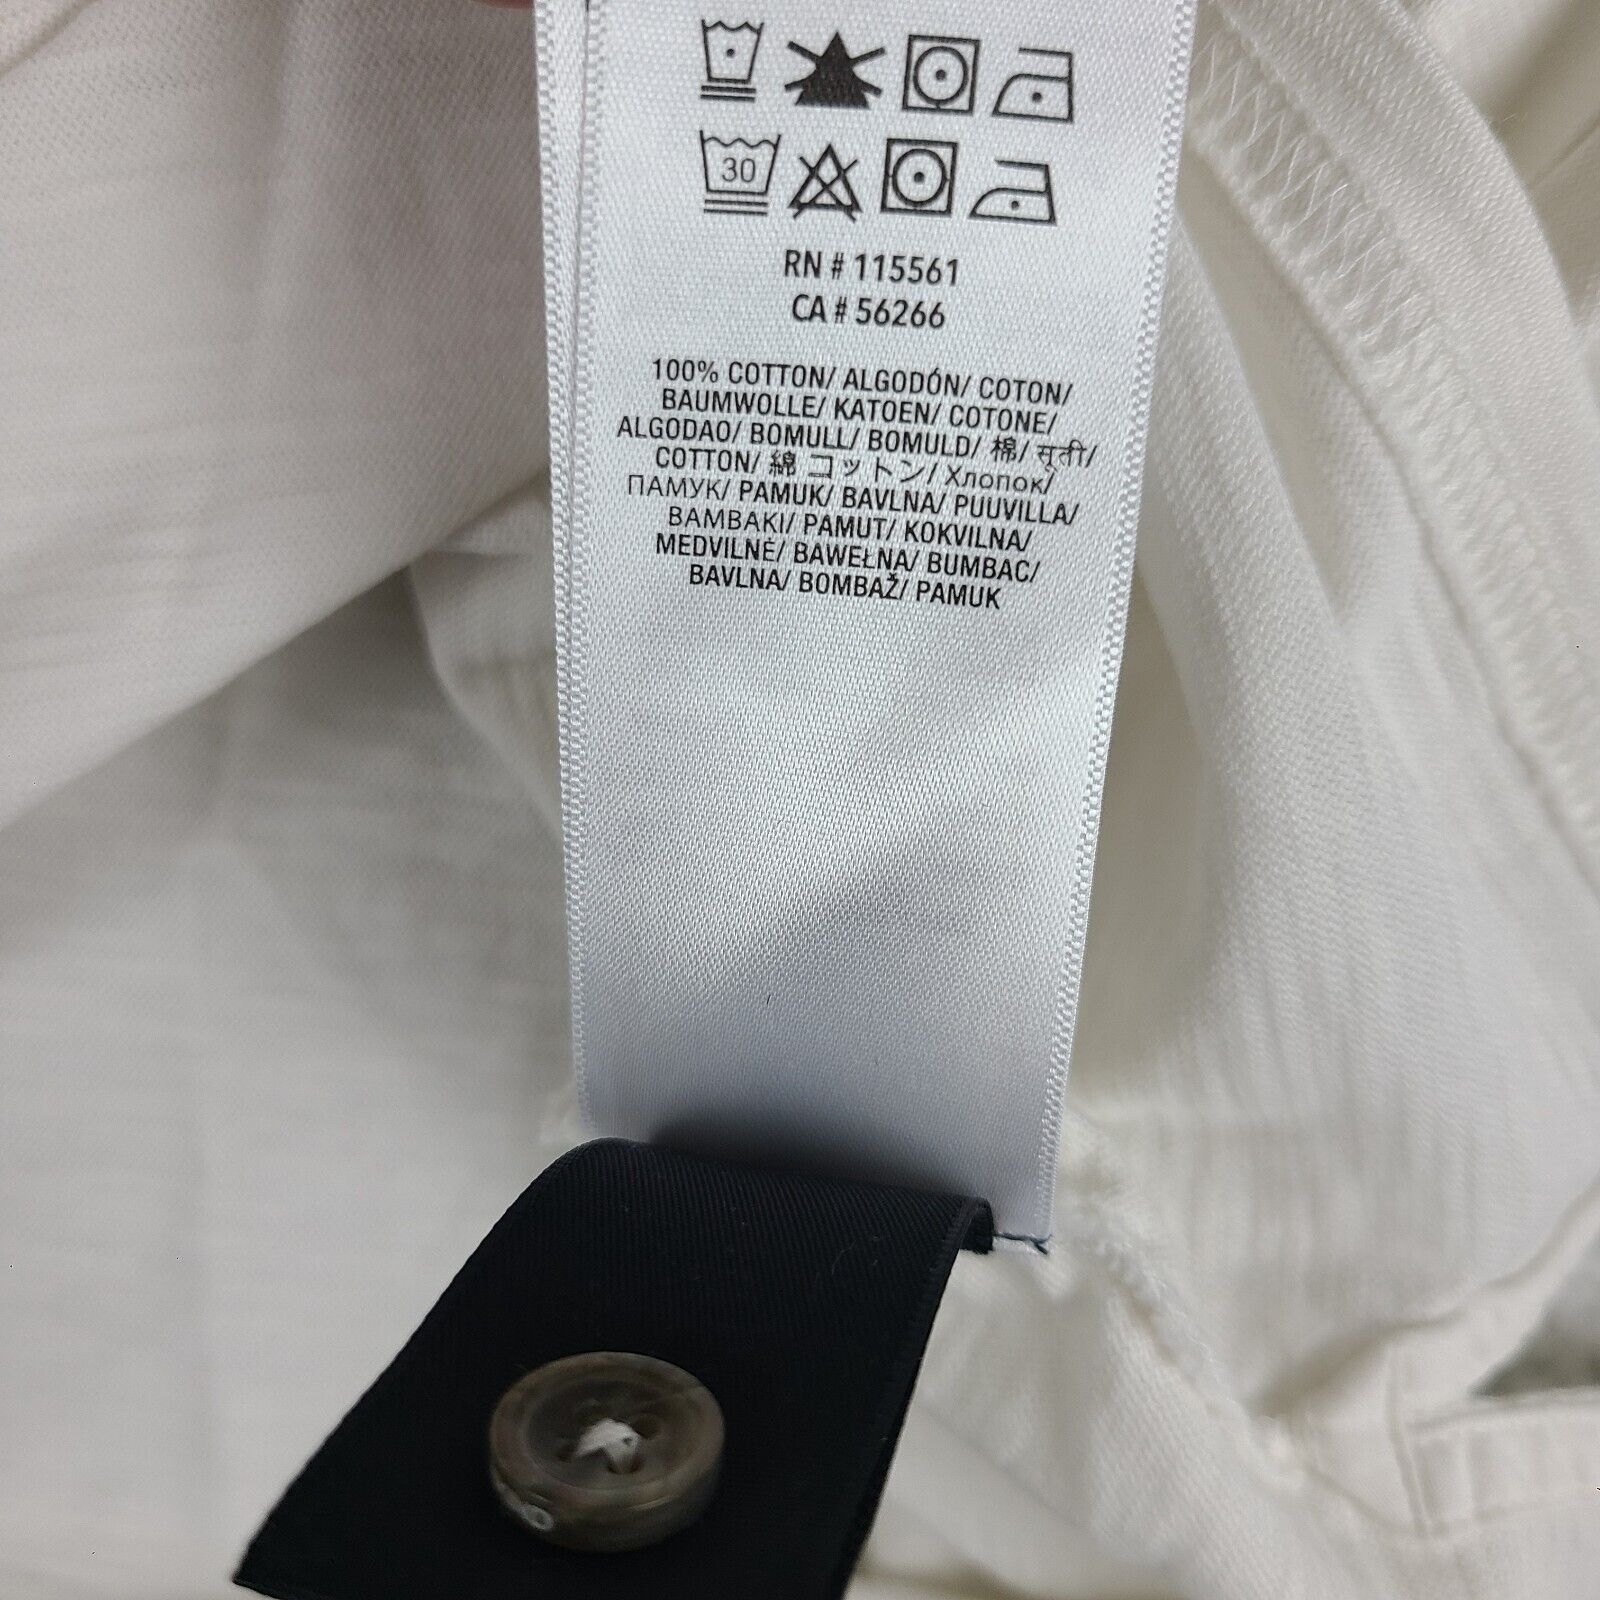 30
RN # 115561
CA # 56266
100% COTTON/ ALGODÓN/ COTON/
BAUMWOLLE/ KATOEN/ COTONE/
ALGODAO/ BOMULL/ BOMULD/ 棉/ सूती/
COTTON/ 綿 コットン/ Хлопок/
ПАМУК/ PAMUK/ BAVLNA/ PUUVILLA/
BAMBAKI/ PAMUT/ KOKVILNA/
MEDVILNĖ/ BAWEŁNA/ BUMBAC/
BAVLNA/ BOMBAŽ/ PAMUK